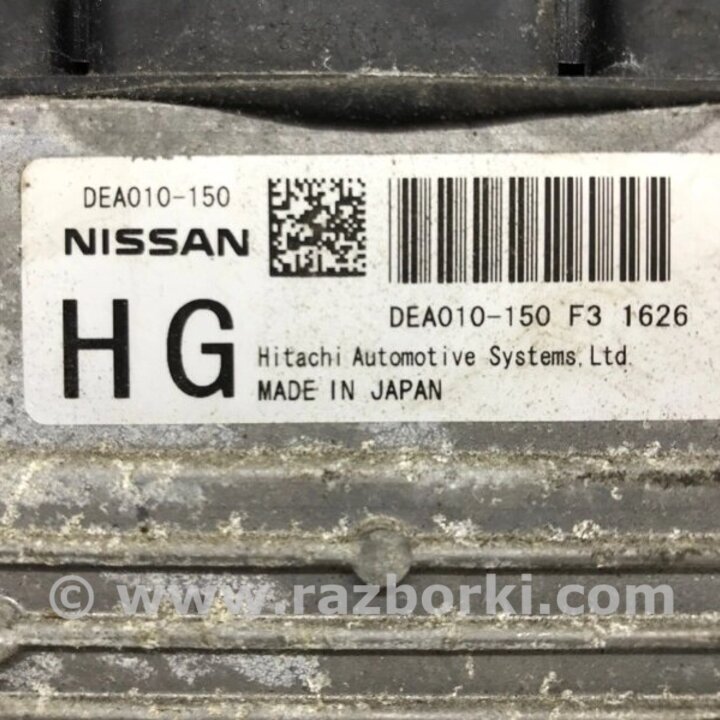 DEA010-150
NISSAN
HG
DEA010-150 F3 1626
Hitachi Automotive Systems,Ltd.
MADE IN JAPAN
© www.razborki.com